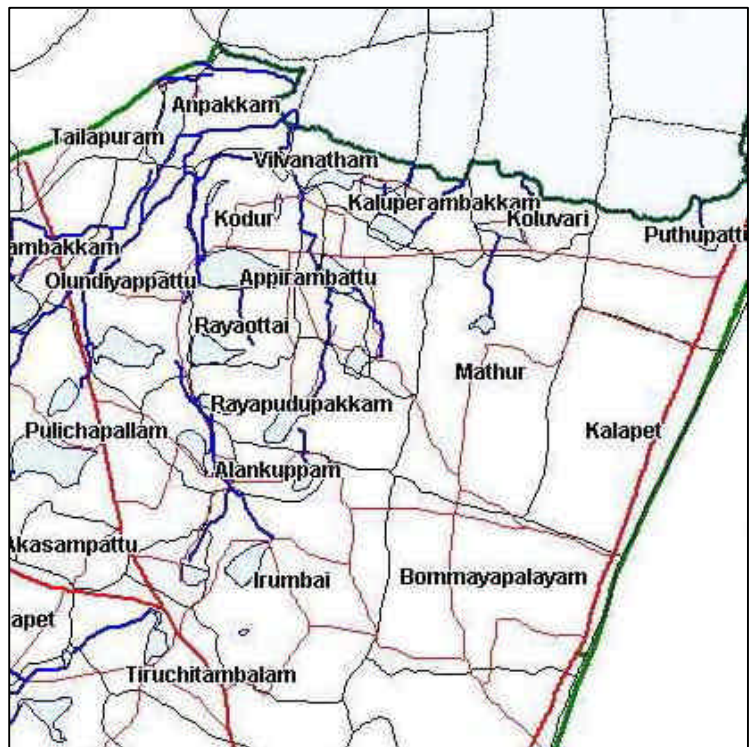 Anpakkam
Tailapuram
Vilvanatham
Kaluperambakkam
Kodur
Koluvari
Puthupatti
ambakkam
Olundiyappattu
Appirambattu
Rayaottai
Mathur
Rayapudupakkam
Kalapet
Pulichapallam
Alankuppam
Akasampattu
Irumbai
Bommayapalayam
apet
Tiruchitambalam